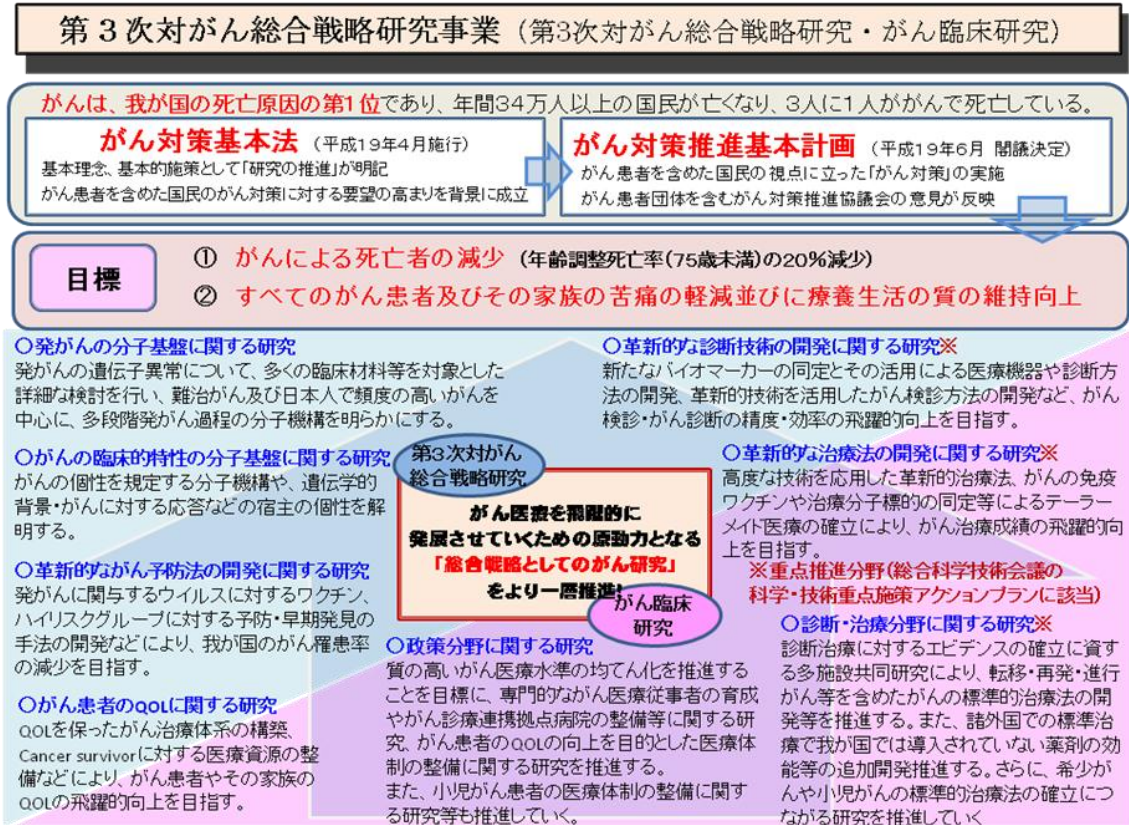 第３次対がん総合戦略研究事業（第3次対がん総合戦略研究・がん臨床研究）
がんは、我が国の死亡原因の第1位であり、年間34万人以上の国民が亡くなり、3人に1人ががんで死亡している。
がん対策基本法（平成19年4月施行）
基本理念、基本的施策として「研究の推進」が明記
がん患者を含めた国民のがん対策に対する要望の高まりを背景に成立
がん対策推進基本計画（平成19年6月 閣議決定）
がん患者を含めた国民の視点に立った「がん対策」の実施
がん患者団体を含むがん対策推進協議会の意見が反映
目標
① がんによる死亡者の減少（年齢調整死亡率(75歳未満)の20％減少）
② すべてのがん患者及びその家族の苦痛の軽減並びに療養生活の質の維持向上
○発がんの分子基盤に関する研究
発がんの遺伝子異常について、多くの臨床材料等を対象とした
詳細な検討を行い、難治がん及び日本人で頻度の高いがんを
中心に、多段階発がん過程の分子機構を明らかにする。
○がんの臨床的特性の分子基盤に関する研究
がんの個性を規定する分子機構や、遺伝学的
背景・がんに対する応答などの宿主の個性を解
明する。
○革新的ながん予防法の開発に関する研究
発がんに関与するウイルスに対するワクチン、
ハイリスクグループに対する予防・早期発見の
手法の開発などにより、我が国のがん罹患率
の減少を目指す。
○がん患者のQOLに関する研究
QOLを保ったがん治療体系の構築、
Cancer survivorに対する医療資源の整
備などにより、がん患者やその家族の
QOLの飛躍的向上を目指す。
第3次対がん
総合戦略研究
がん医療を飛躍的に
発展させていくための原動力となる
「総合戦略としてのがん研究」
をより一層推進！
がん臨床
研究
○政策分野に関する研究
質の高いがん医療水準の均てん化を推進する
ことを目標に、専門的ながん医療従事者の育成
やがん診療連携拠点病院の整備等に関する研
究、がん患者のQOLの向上を目的とした医療体
制の整備に関する研究を推進する。
また、小児がん患者の医療体制の整備に関す
る研究等も推進していく。
○革新的な診断技術の開発に関する研究※
新たなバイオマーカーの同定とその活用による医療機器や診断方
法の開発、革新的技術を活用したがん検診方法の開発など、がん
検診・がん診断の精度・効率の飛躍的向上を目指す。
○革新的な治療法の開発に関する研究※
高度な技術を応用した革新的治療法、がんの免疫
ワクチンや治療分子標的の同定等によるテーラー
メイド医療の確立により、がん治療成績の飛躍的向
上を目指す。
※重点推進分野（総合科学技術会議の
科学・技術重点施策アクションプランに該当）
○診断・治療分野に関する研究※
診断治療に対するエビデンスの確立に資す
る多施設共同研究により、転移・再発・進行
がん等を含めたがんの標準的治療法の開
発等を推進する。また、諸外国での標準治
療で我が国では導入されていない薬剤の効
能等の追加開発推進する。さらに、希少が
んや小児がんの標準的治療法の確立につ
ながる研究を推進していく